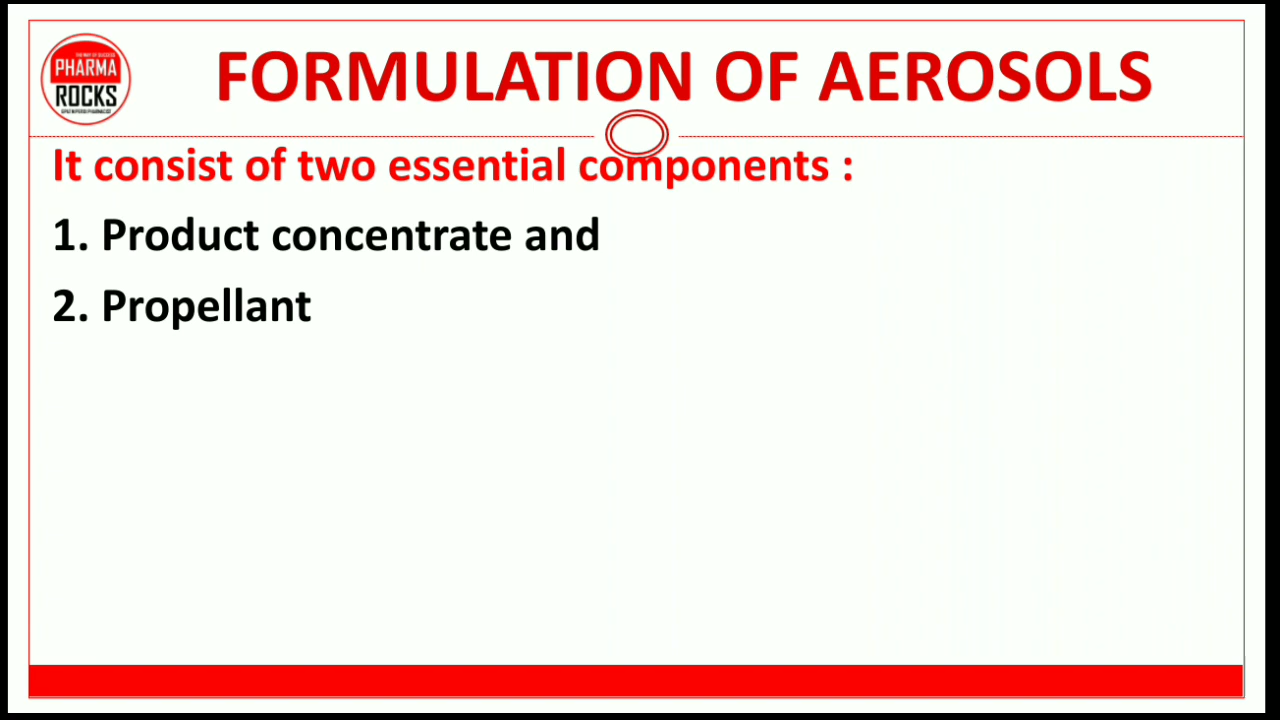 PHARMA
ROCKS
FORMULATION OF AEROSOLS
It consist of two essential components :
1. Product concentrate and
2. Propellant